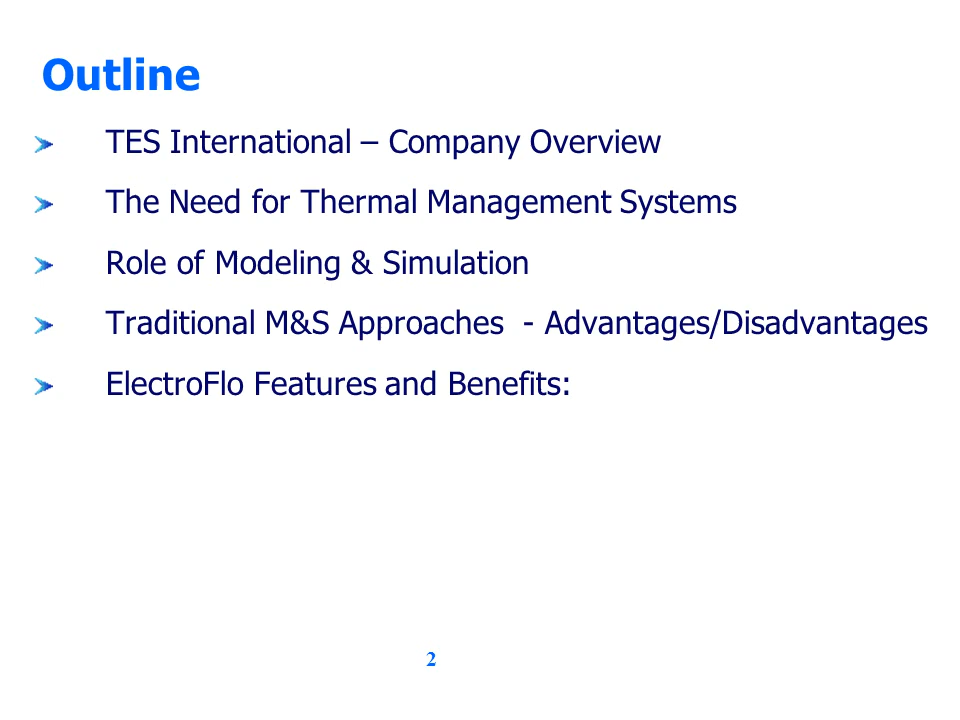 Outline
TES International – Company Overview
The Need for Thermal Management Systems
Role of Modeling & Simulation
Traditional M&S Approaches  - Advantages/Disadvantages
ElectroFlo Features and Benefits:
2